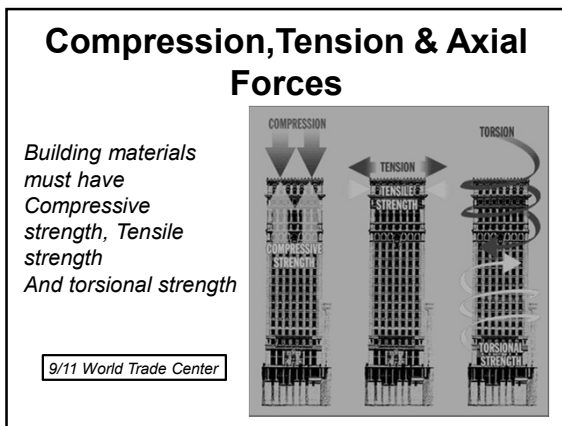 Compression,Tension & Axial
Forces
Building materials
must have
Compressive
strength, Tensile
strength
And torsional strength
9/11 World Trade Center
COMPRESSION
COMPRESSIVE
STRENGTH
TENSION
TENSILE
STRENGTH
TORSION
TORSIONAL
STRENGTH